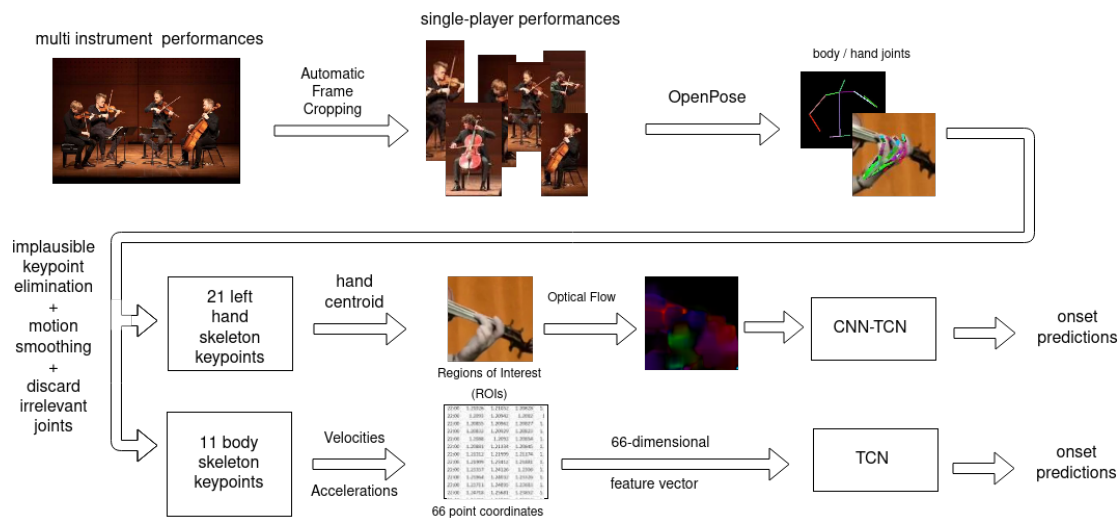 multi instrument performances
Automatic
Frame
Cropping
single-player performances
OpenPose
body / hand joints
implausible
keypoint
elimination
+
motion
smoothing
+
discard
irrelevant
joints
21 left
hand
skeleton
keypoints
hand
centroid
Regions of Interest
(ROIs)
Optical Flow
CNN-TCN
onset
predictions
11 body
skeleton
keypoints
Velocities
Accelerations
66 point coordinates
66-dimensional
feature vector
TCN
onset
predictions